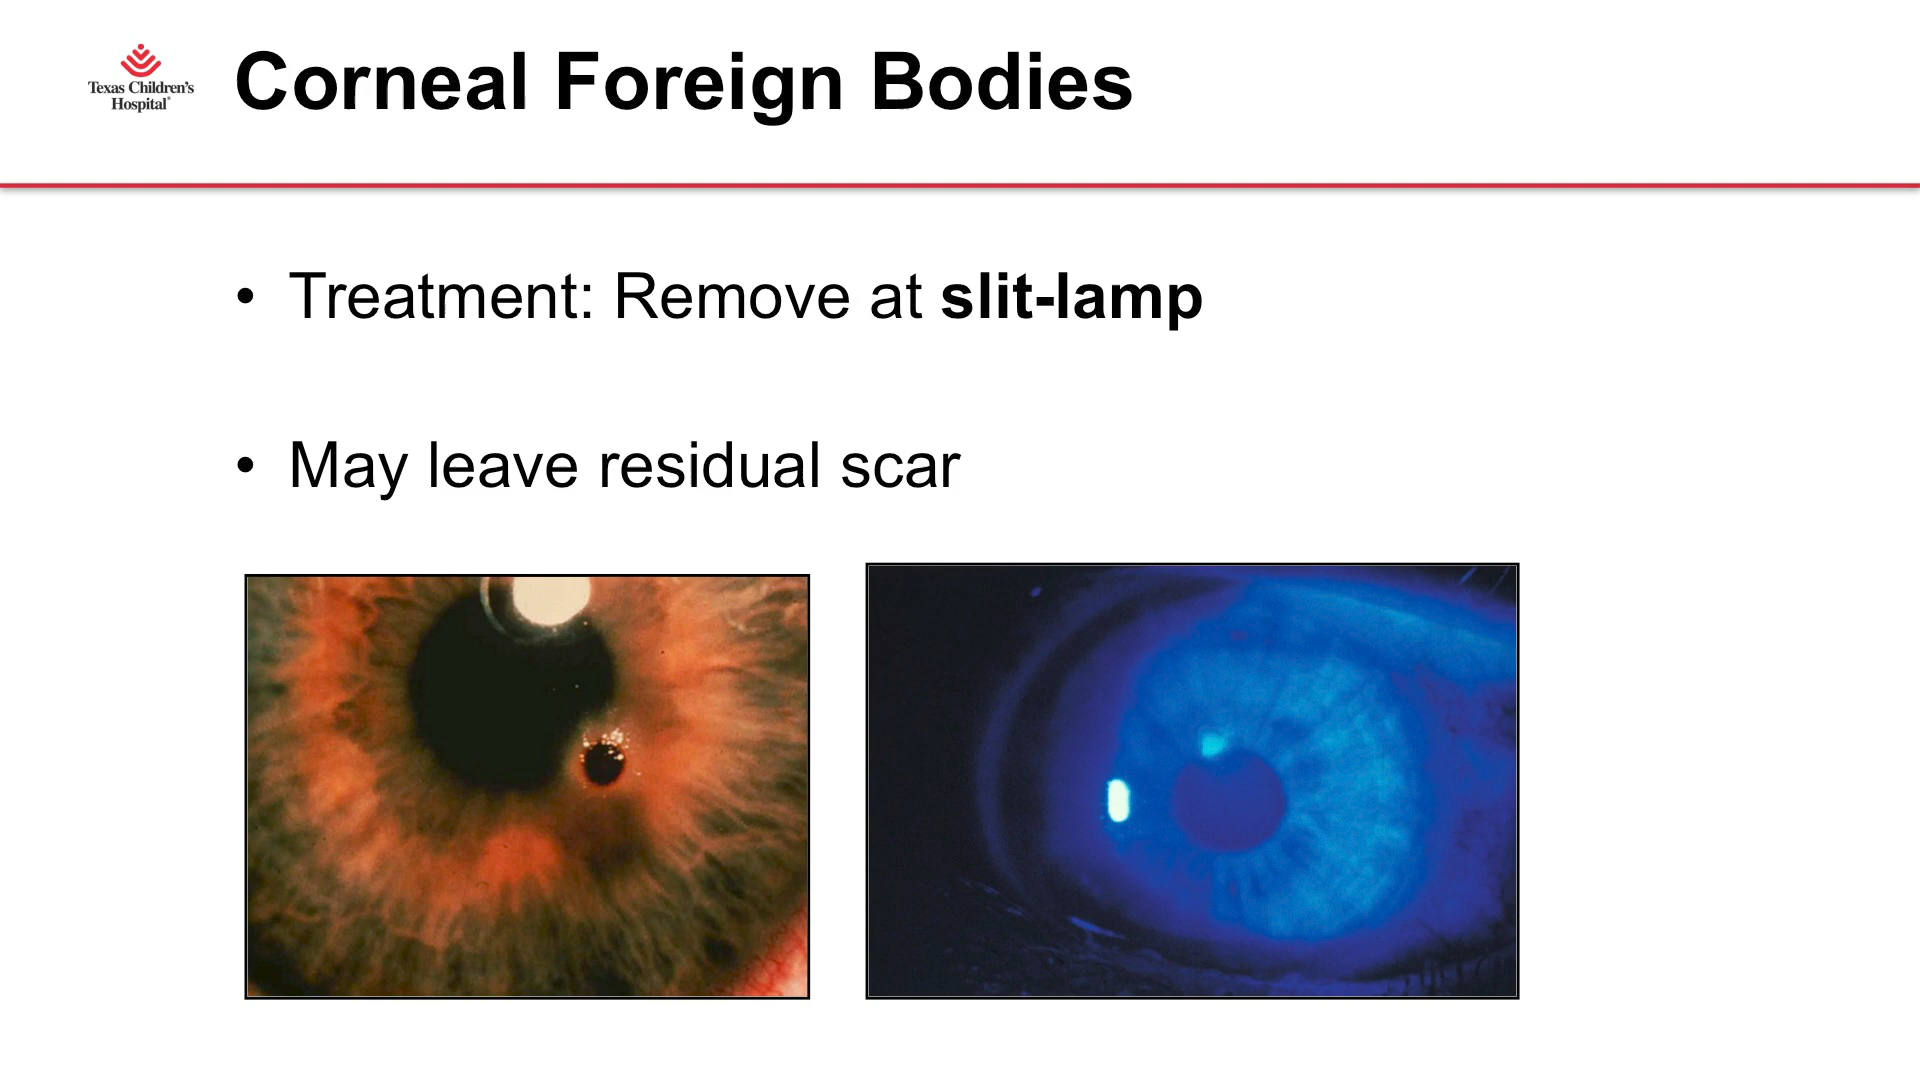 Texas Children's
Hospital®
Corneal Foreign Bodies
• Treatment: Remove at slit-lamp
• May leave residual scar